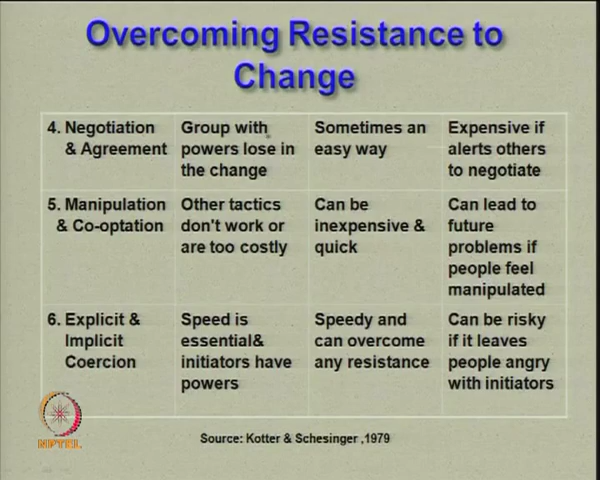 Overcoming Resistance to
Change
4. Negotiation & Agreement | Group with powers lose in the change | Sometimes an easy way | Expensive if alerts others to negotiate
5. Manipulation & Co-optation | Other tactics don't work or are too costly | Can be inexpensive & quick | Can lead to future problems if people feel manipulated
6. Explicit & Implicit Coercion | Speed is essential& initiators have powers | Speedy and can overcome any resistance | Can be risky if it leaves people angry with initiators
NPTEL
Source: Kotter & Schesinger ,1979